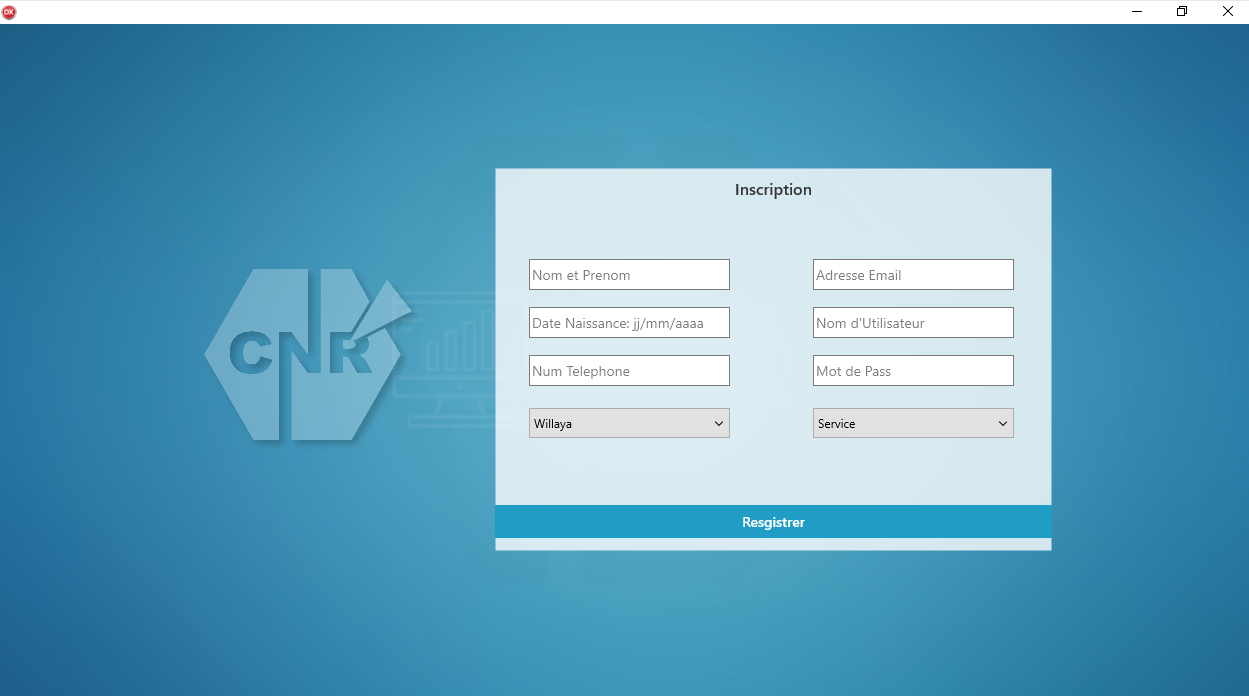 DX
Inscription
CNR
Nom et Prenom
Adresse Email
Date Naissance: jj/mm/aaaa
Nom d'Utilisateur
Num Telephone
Mot de Pass
Willaya
Service
Resgistrer